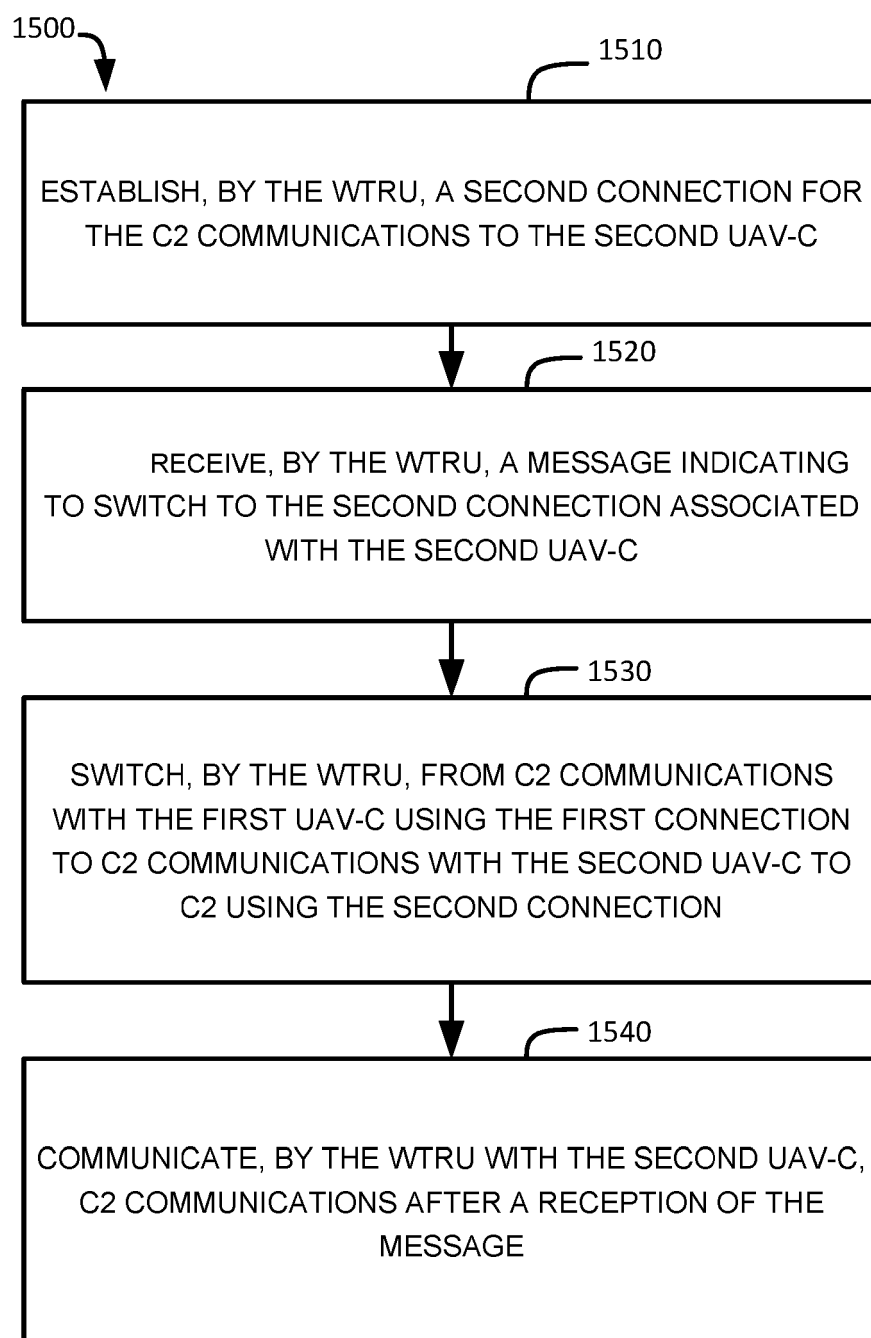 1500
1510
ESTABLISH, BY THE WTRU, A SECOND CONNECTION FOR
THE C2 COMMUNICATIONS TO THE SECOND UAV-C
1520
RECEIVE, BY THE WTRU, A MESSAGE INDICATING
TO SWITCH TO THE SECOND CONNECTION ASSOCIATED
WITH THE SECOND UAV-C
1530
SWITCH, BY THE WTRU, FROM C2 COMMUNICATIONS
WITH THE FIRST UAV-C USING THE FIRST CONNECTION
TO C2 COMMUNICATIONS WITH THE SECOND UAV-C TO
C2 USING THE SECOND CONNECTION
1540
COMMUNICATE, BY THE WTRU WITH THE SECOND UAV-C,
C2 COMMUNICATIONS AFTER A RECEPTION OF THE
MESSAGE